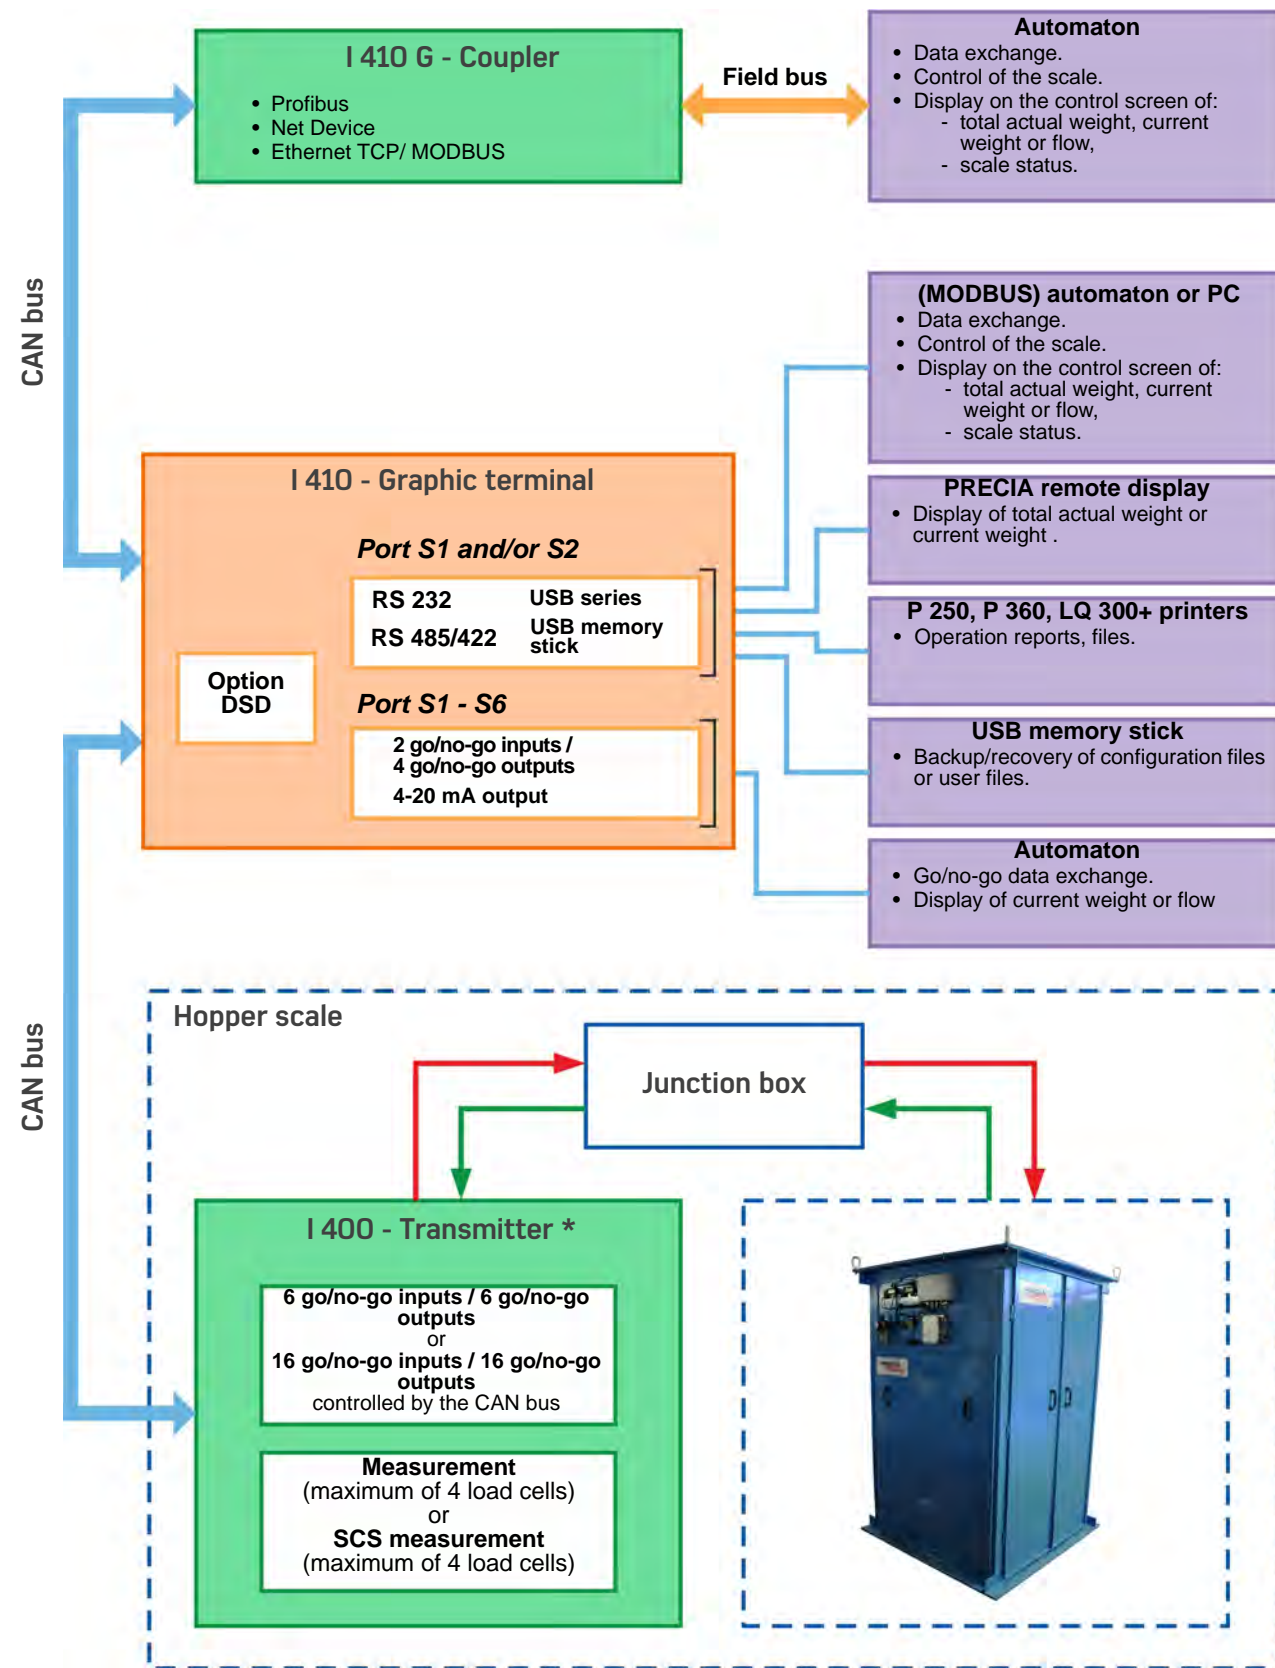 I 410 G - Coupler
• Profibus
• Net Device
• Ethernet TCP/ MODBUS
Field bus
Automaton
• Data exchange.
• Control of the scale.
• Display on the control screen of:
- total actual weight, current
weight or flow,
- scale status.
CAN bus
(MODBUS) automaton or PC
• Data exchange.
• Control of the scale.
• Display on the control screen of:
- total actual weight, current
weight or flow,
- scale status.
I 410 - Graphic terminal
Port S1 and/or S2
RS 232
USB series
RS 485/422
USB memory
stick
Option
DSD
Port S1 - S6
2 go/no-go inputs /
4 go/no-go outputs
4-20 mA output
PRECIA remote display
• Display of total actual weight or
current weight .
P 250, P 360, LQ 300+ printers
• Operation reports, files.
USB memory stick
• Backup/recovery of configuration files
or user files.
Automaton
• Go/no-go data exchange.
• Display of current weight or flow
CAN bus
Hopper scale
Junction box
I 400 - Transmitter *
6 go/no-go inputs / 6 go/no-go
outputs
or
16 go/no-go inputs / 16 go/no-go
outputs
controlled by the CAN bus
Measurement
(maximum of 4 load cells)
or
SCS measurement
(maximum of 4 load cells)